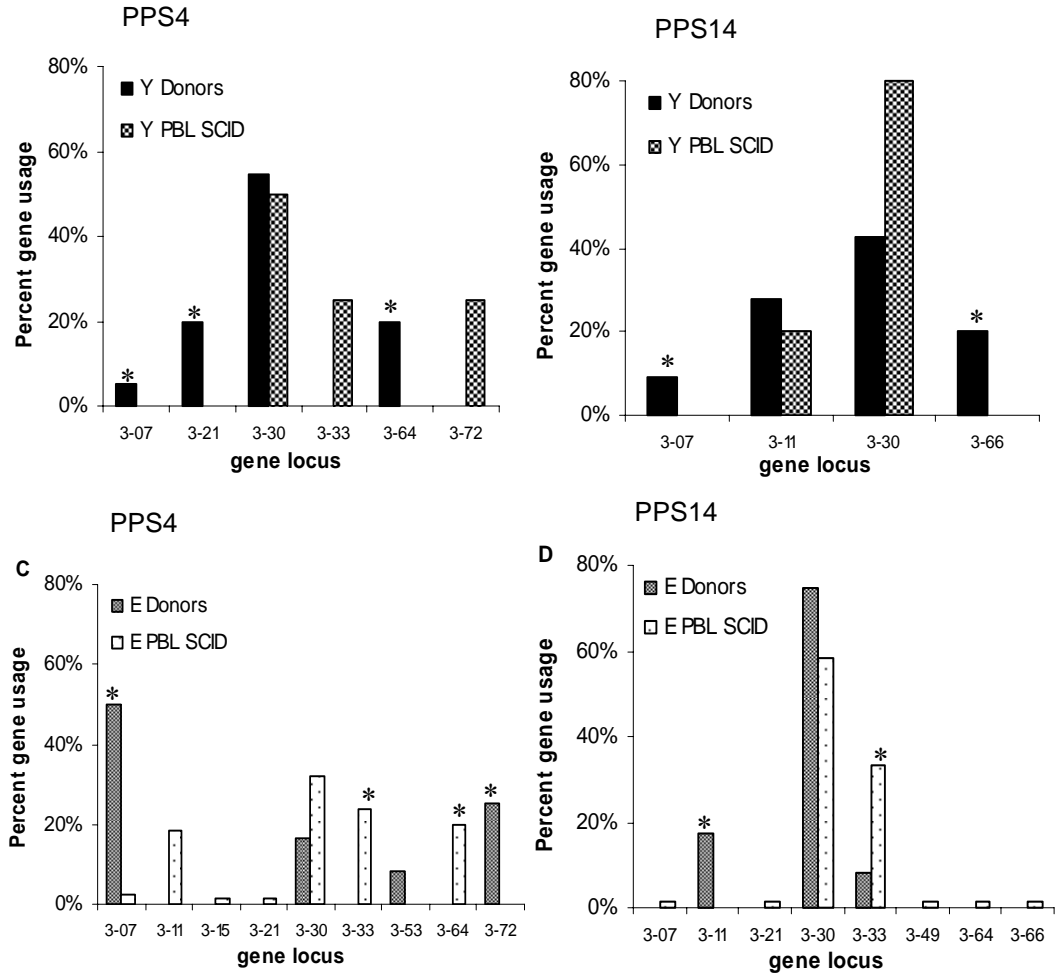 PPS4
80%
60%
40%
20%
0%
Percent gene usage
Y Donors
Y PBL SCID
*
*
*
3-07 3-21 3-30 3-33 3-64 3-72
gene locus
PPS14
80%
60%
40%
20%
0%
Percent gene usage
Y Donors
Y PBL SCID
*
*
3-07 3-11 3-30 3-66
gene locus
PPS4
C
80%
60%
40%
20%
0%
Percent gene usage
E Donors
E PBL SCID
*
*
*
*
3-07 3-11 3-15 3-21 3-30 3-33 3-53 3-64 3-72
gene locus
PPS14
D
80%
60%
40%
20%
0%
Percent gene usage
E Donors
E PBL SCID
*
*
3-07 3-11 3-21 3-30 3-33 3-49 3-64 3-66
gene locus